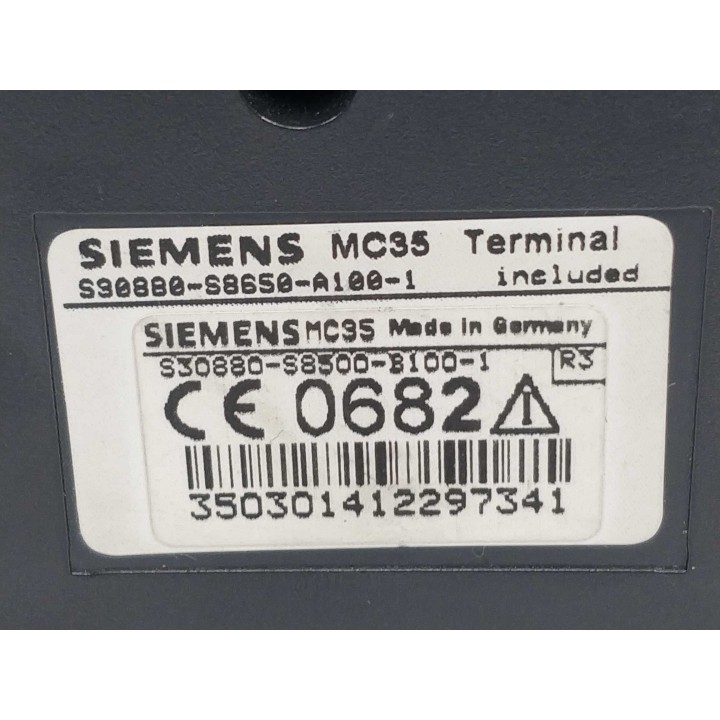 SIEMENS MC35 Terminal
S30880-S8650-A100-1 included
SIEMENS MC35 Made in Germany
S30880-S8500-B100-1 R3
CE 0682
350301412297341